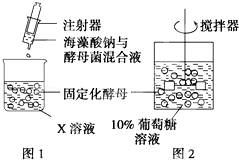 注射器
海藻酸钠与
酵母菌混合液
搅拌器
固定化酵母
X 溶液
10% 葡萄糖
溶液
图 1
图 2